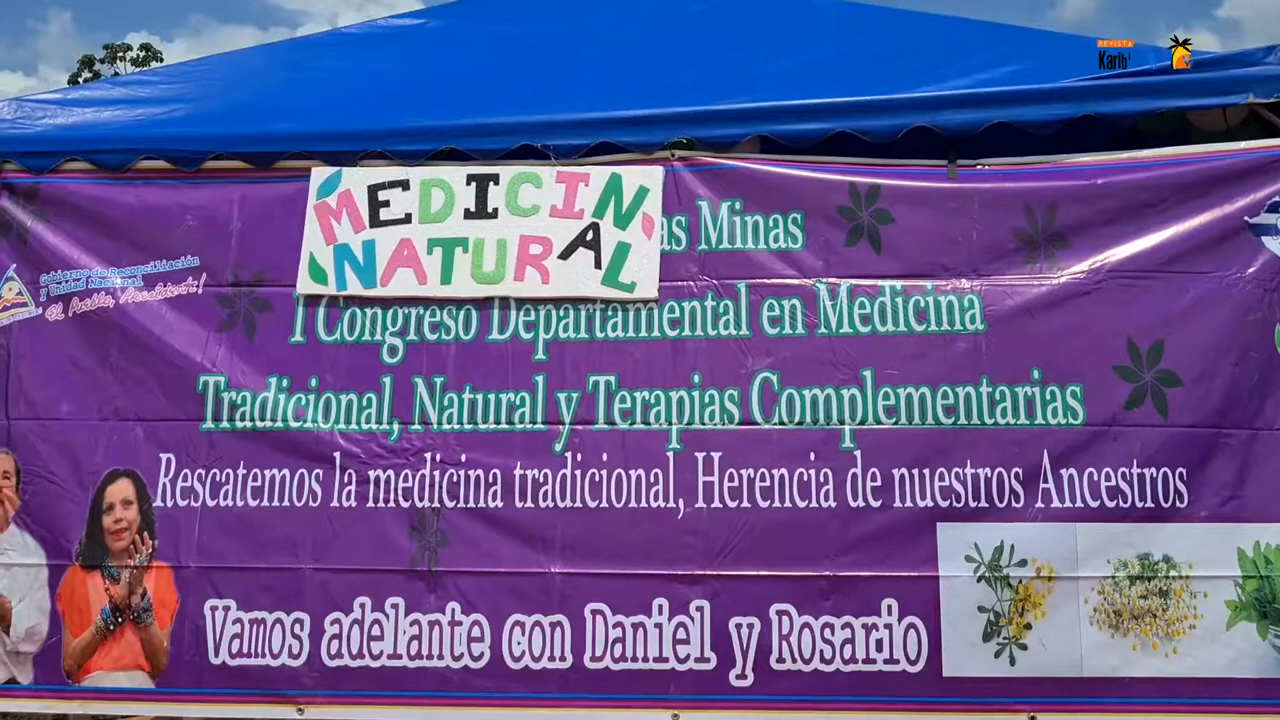 REVISTA
Karib'
MEDICIN
NATURAL
as Minas
Gobierno de Reconciliación
y Unidad Nacional
El Pueblo, Presidente!
I Congreso Departamental en Medicina
Tradicional, Natural y Terapias Complementarias
Rescatemos la medicina tradicional, Herencia de nuestros Ancestros
Vamos adelante con Daniel y Rosario